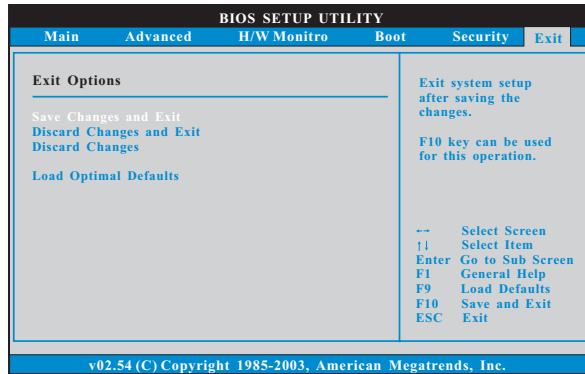 BIOS SETUP UTILITY
Main Advanced H/W Monitro Boot Security Exit
Exit Options
Save Changes and Exit
Discard Changes and Exit
Discard Changes
Load Optimal Defaults
Exit system setup
after saving the
changes.
F10 key can be used
for this operation.
←→ Select Screen
↑↓ Select Item
Enter Go to Sub Screen
F1 General Help
F9 Load Defaults
F10 Save and Exit
ESC Exit
v02.54 (C) Copyright 1985-2003, American Megatrends, Inc.